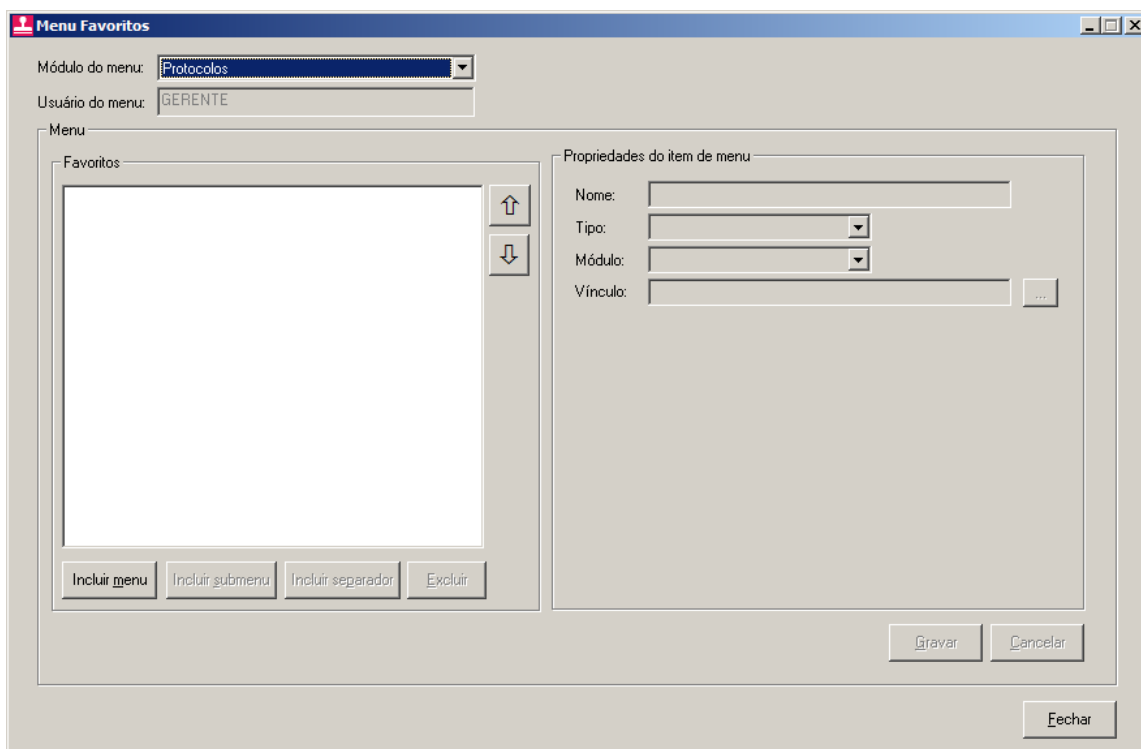 Menu Favoritos
Módulo do menu: Protocolos
Usuário do menu: GERENTE
Menu
Favoritos
Propriedades do item de menu
Nome:
Tipo:
Módulo:
Vínculo: ...
Incluir menu Incluir submenu Incluir separador Excluir
Gravar Cancelar
Fechar